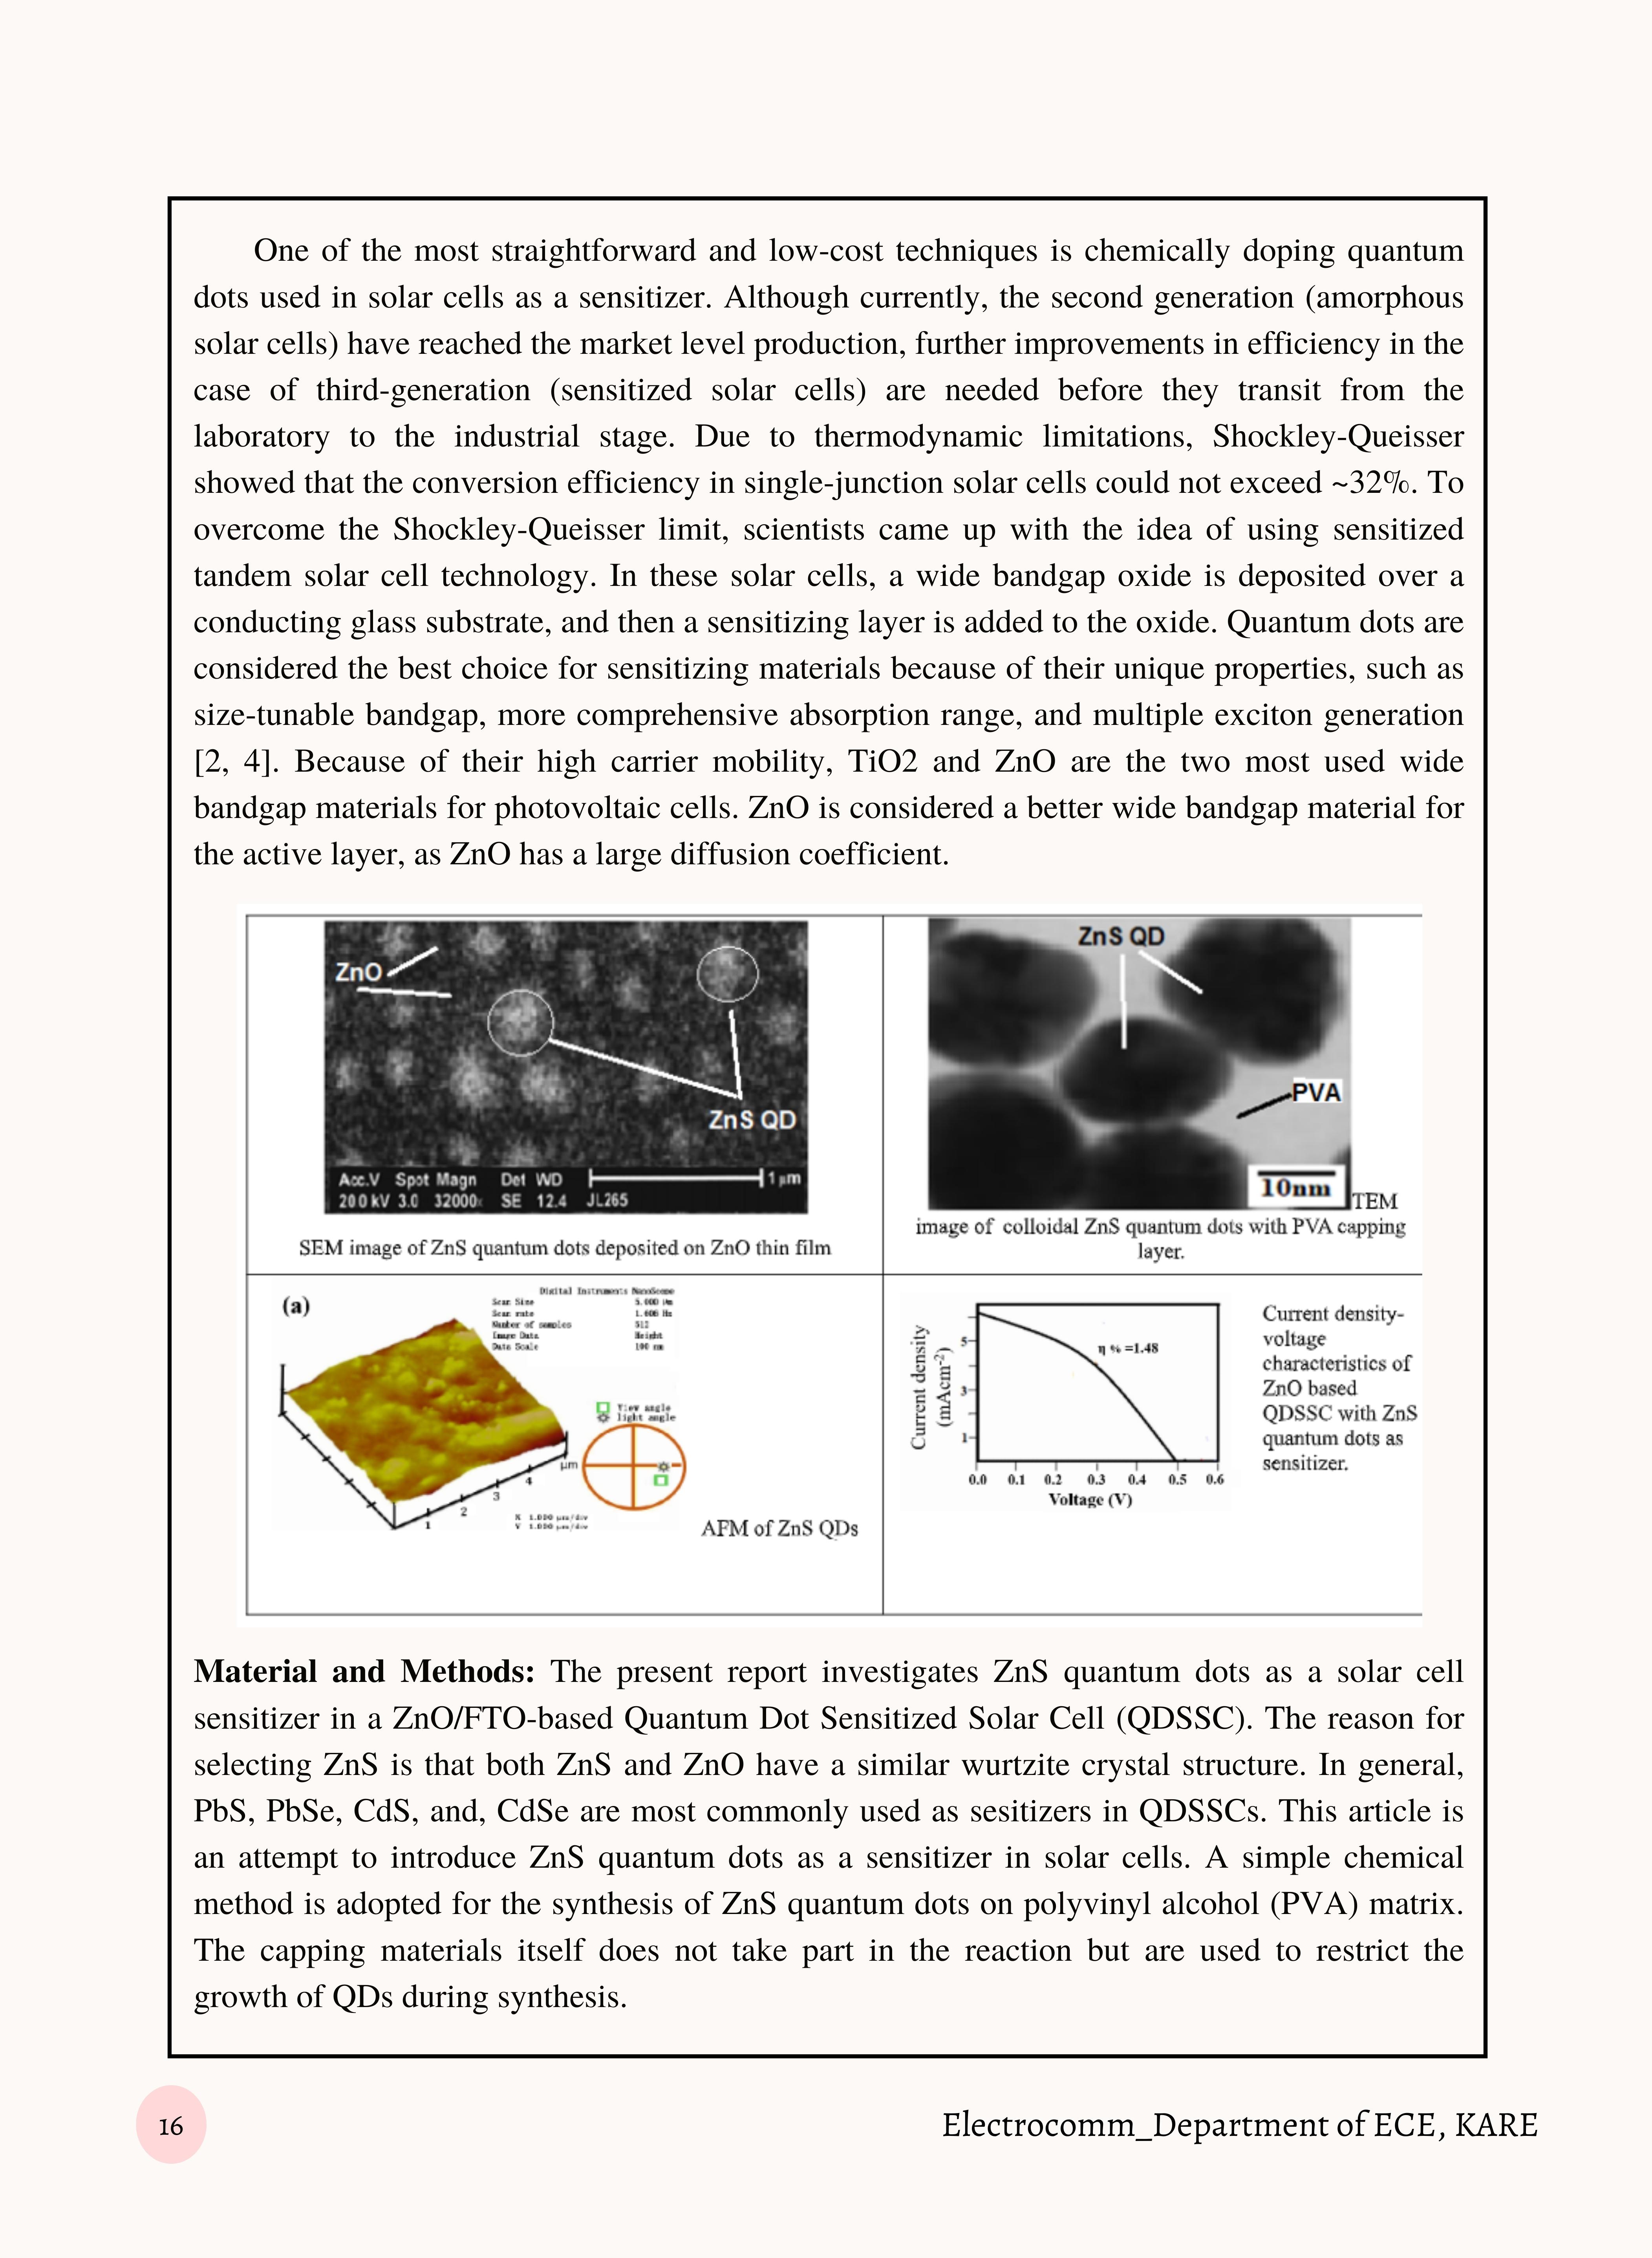 One of the most straightforward and low-cost techniques is chemically doping quantum
dots used in solar cells as a sensitizer. Although currently, the second generation (amorphous
solar cells) have reached the market level production, further improvements in efficiency in the
case of third-generation (sensitized solar cells) are needed before they transit from the
laboratory to the industrial stage. Due to thermodynamic limitations, Shockley-Queisser
showed that the conversion efficiency in single-junction solar cells could not exceed ~32%. To
overcome the Shockley-Queisser limit, scientists came up with the idea of using sensitized
tandem solar cell technology. In these solar cells, a wide bandgap oxide is deposited over a
conducting glass substrate, and then a sensitizing layer is added to the oxide. Quantum dots are
considered the best choice for sensitizing materials because of their unique properties, such as
size-tunable bandgap, more comprehensive absorption range, and multiple exciton generation
[2, 4]. Because of their high carrier mobility, TiO2 and ZnO are the two most used wide
bandgap materials for photovoltaic cells. ZnO is considered a better wide bandgap material for
the active layer, as ZnO has a large diffusion coefficient.
ZnO
ZnS QD
Acc.V Spot Magn Det WD 1 µm
20.0 kV 3.0 32000x SE 12.4 JL265
SEM image of ZnS quantum dots deposited on ZnO thin film
ZnS QD
PVA
10nm
TEM
image of colloidal ZnS quantum dots with PVA capping
layer.
(a)
Digital Instruments NanoScope
Scan Size 5.000 µm
Scan rate 1.606 Hz
Number of samples 512
Image Data Height
Data Scale 100 nm
View angle
light angle
µm
4
3
2
1
X 1.000 µm/div
Y 1.000 µm/div
AFM of ZnS QDs
Current density
(mAcm-2)
5
3
1
η % =1.48
0.0 0.1 0.2 0.3 0.4 0.5 0.6
Voltage (V)
Current density-
voltage
characteristics of
ZnO based
QDSSC with ZnS
quantum dots as
sensitizer.
Material and Methods: The present report investigates ZnS quantum dots as a solar cell
sensitizer in a ZnO/FTO-based Quantum Dot Sensitized Solar Cell (QDSSC). The reason for
selecting ZnS is that both ZnS and ZnO have a similar wurtzite crystal structure. In general,
PbS, PbSe, CdS, and, CdSe are most commonly used as sesitizers in QDSSCs. This article is
an attempt to introduce ZnS quantum dots as a sensitizer in solar cells. A simple chemical
method is adopted for the synthesis of ZnS quantum dots on polyvinyl alcohol (PVA) matrix.
The capping materials itself does not take part in the reaction but are used to restrict the
growth of QDs during synthesis.
16
Electrocomm_Department of ECE, KARE